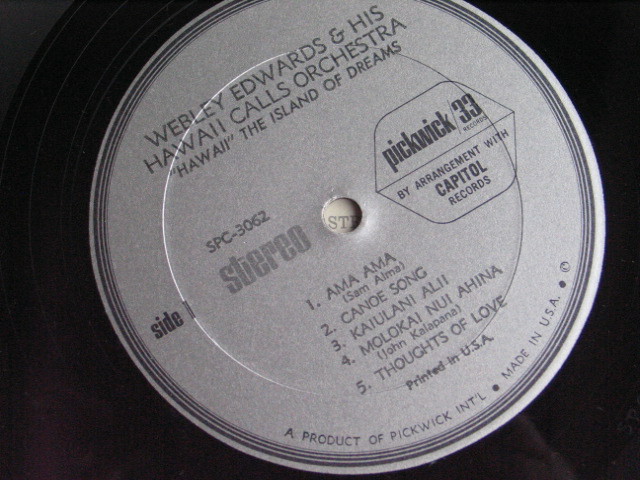 WEBLEY EDWARDS & HIS
HAWAII CALLS ORCHESTRA
"HAWAII" THE ISLAND OF DREAMS
pickwick/33
RECORDS
BY ARRANGEMENT WITH
CAPITOL
RECORDS
SPC-3062
stereo
STE
side 1
1. AMA AMA
(Sam Alma)
2. CANOE SONG
3. KAIULANI ALII
4. MOLOKAI NUI AHINA
(John Kalapana)
5. THOUGHTS OF LOVE
Printed in U.S.A.
A PRODUCT OF PICKWICK INT'L • MADE IN U.S.A. • ©